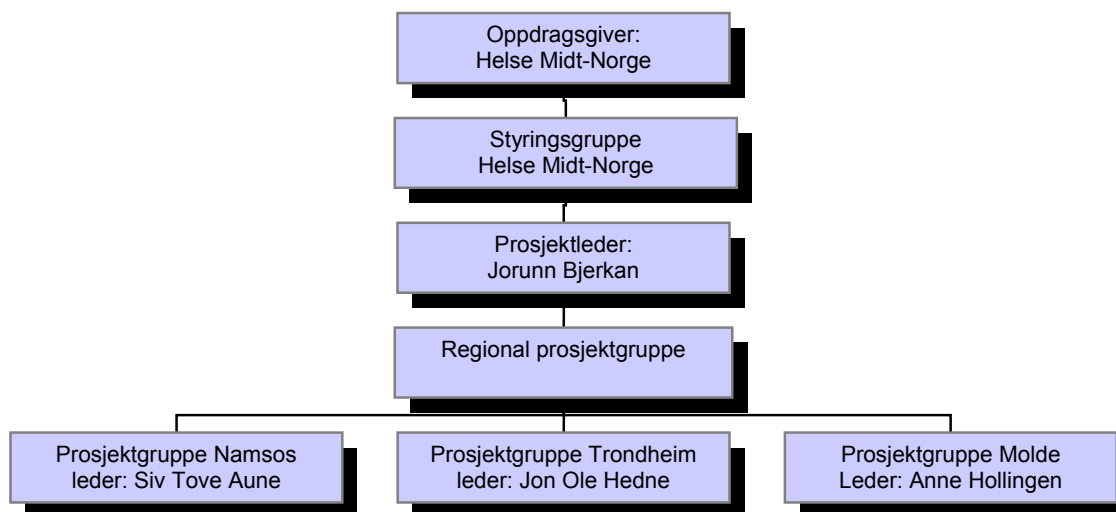 Oppdragsgiver:
Helse Midt-Norge
Styringsgruppe
Helse Midt-Norge
Prosjektleder:
Jorunn Bjerkan
Regional prosjektgruppe
Prosjektgruppe Namsos
leder: Siv Tove Aune
Prosjektgruppe Trondheim
leder: Jon Ole Hedne
Prosjektgruppe Molde
Leder: Anne Hollingen